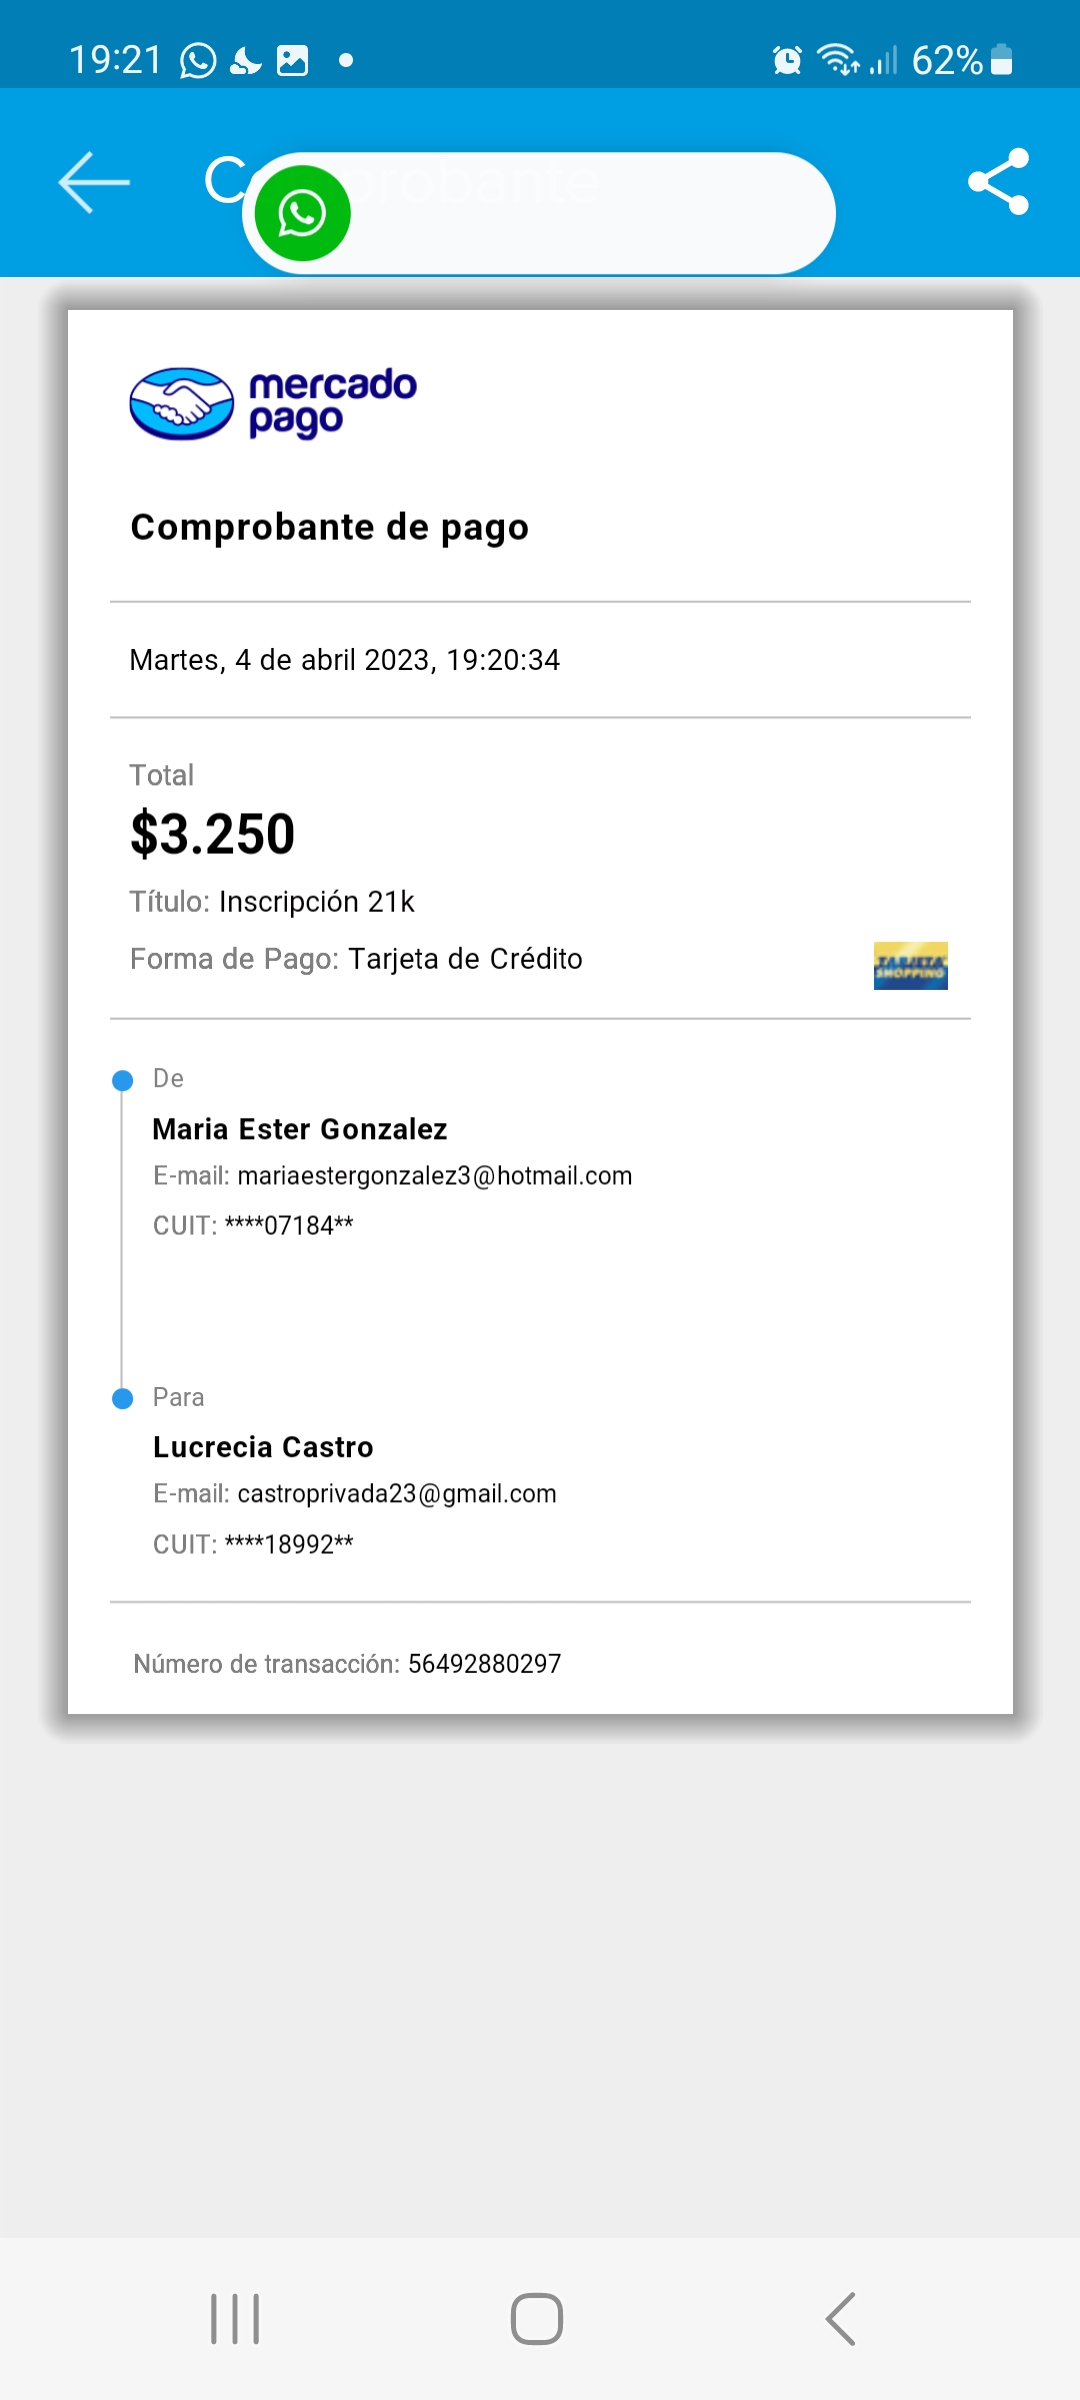 19:21
62%
Comprobante
mercado
pago
Comprobante de pago
Martes, 4 de abril 2023, 19:20:34
Total
$3.250
Título: Inscripción 21k
Forma de Pago: Tarjeta de Crédito
TARJETA
SHOPPING
De
Maria Ester Gonzalez
E-mail: mariaestergonzalez3@hotmail.com
CUIT: ****07184**
Para
Lucrecia Castro
E-mail: castroprivada23@gmail.com
CUIT: ****18992**
Número de transacción: 56492880297